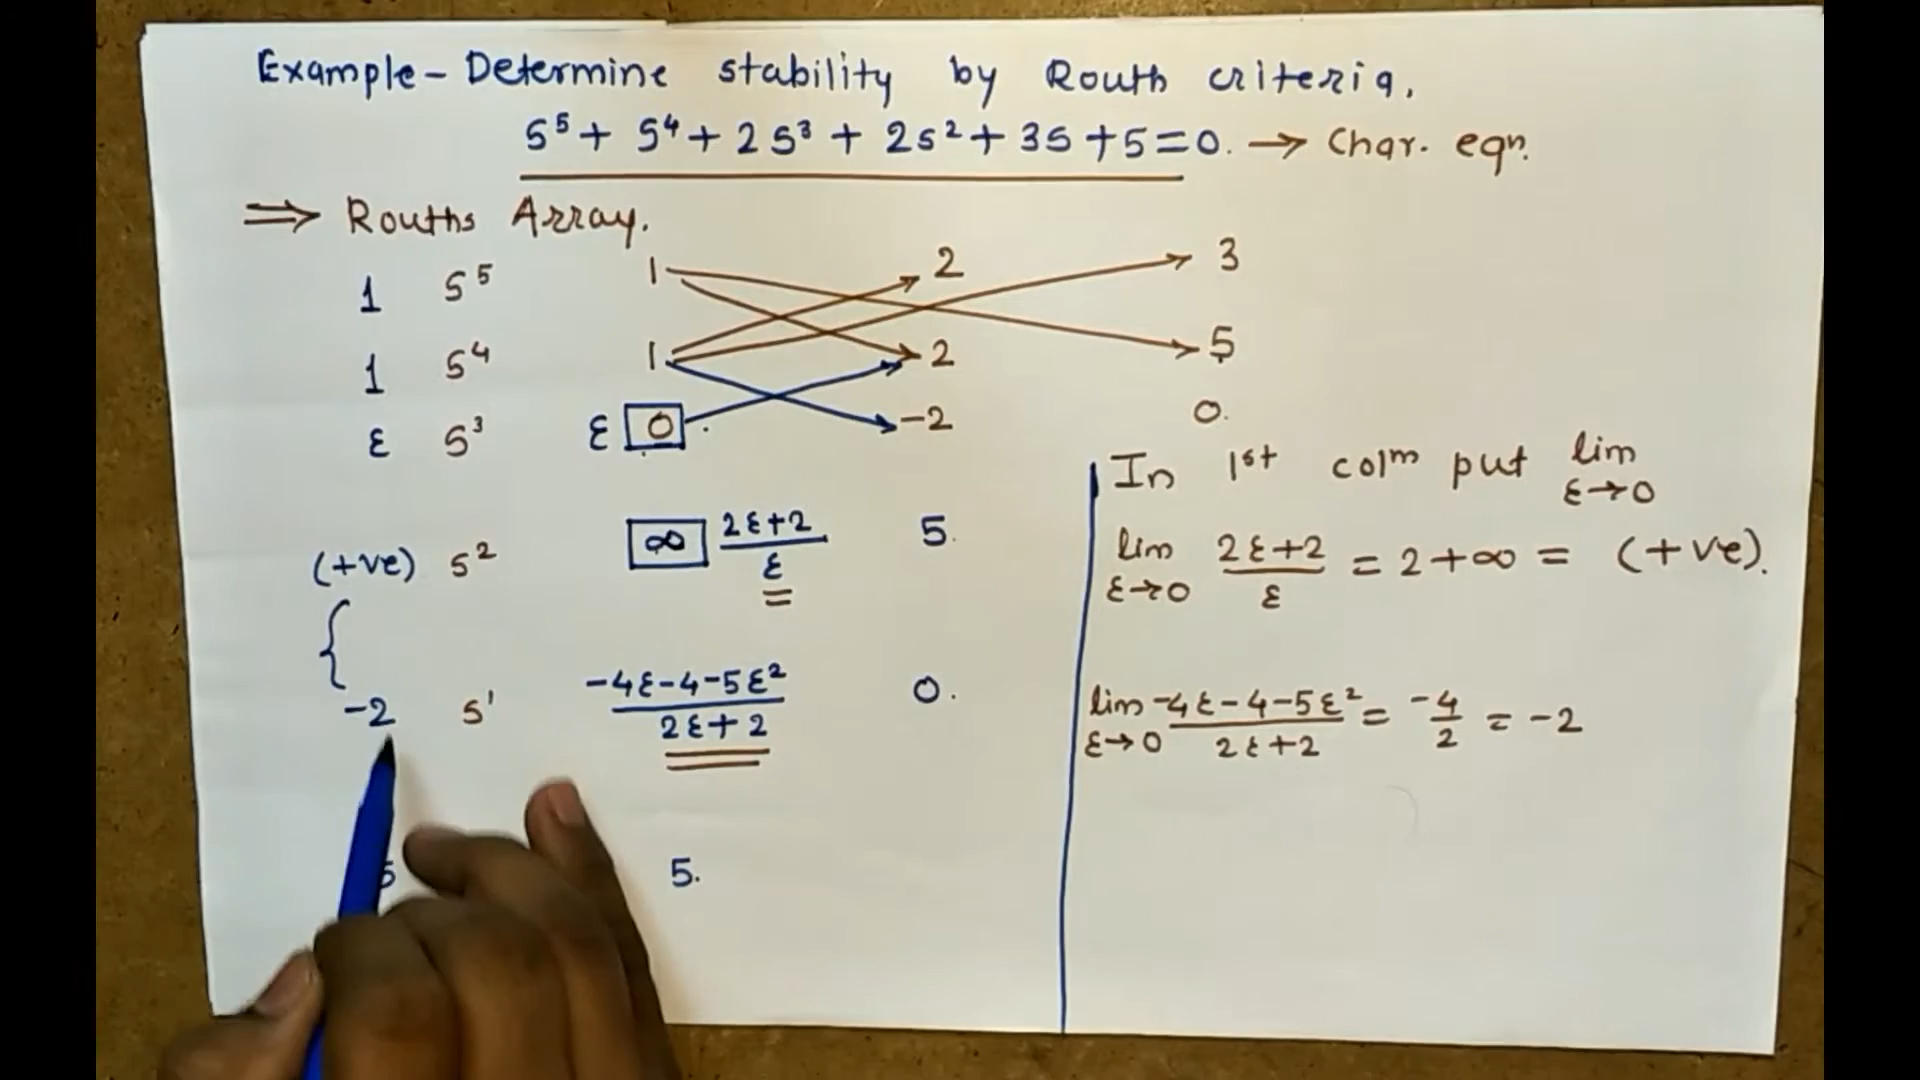 Example- Determine stability by Routh criteria.
S⁵ + S⁴ + 2S³ + 2S² + 3S + 5 = 0. → Char. eqn.
⇒ Rouths Array.
1 S⁵ 1 2 3
1 S⁴ 1 2 5
ε S³ ε 0 -2 0.
(+ve) S² ∞ (2ε+2)/ε 5.
-2 S¹ (-4ε-4-5ε²)/(2ε+2) 0.
5 5.
In 1st colm put lim ε→0
lim ε→0 (2ε+2)/ε = 2+∞ = (+ve).
lim ε→0 (-4ε-4-5ε²)/(2ε+2) = -4/2 = -2